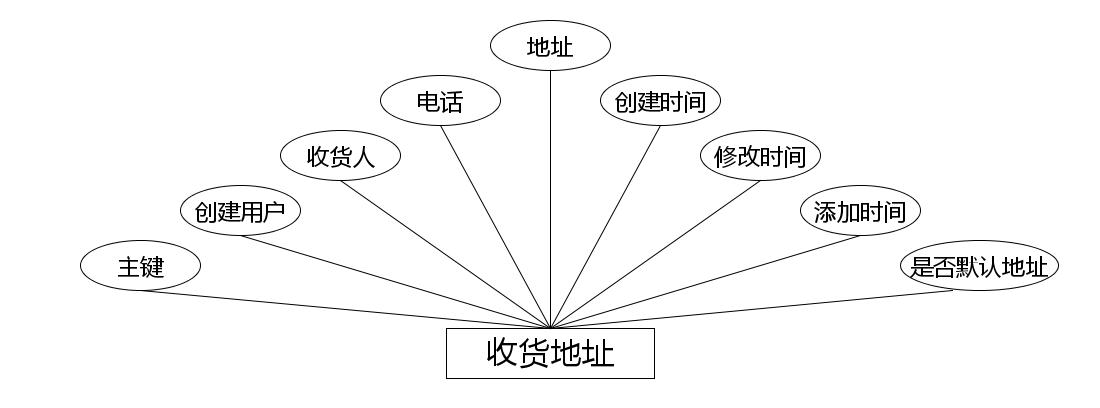 地址
电话
创建时间
收货人
修改时间
创建用户
添加时间
主键
是否默认地址
收货地址